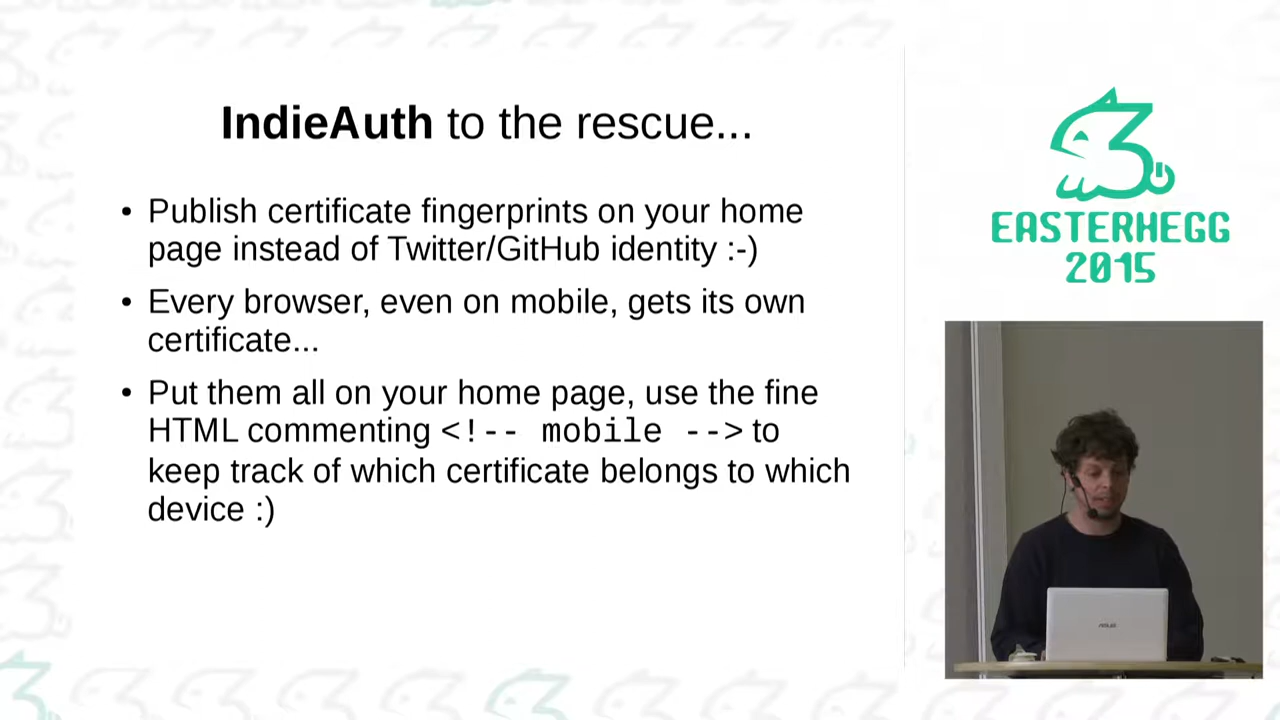 IndieAuth to the rescue...
• Publish certificate fingerprints on your home
page instead of Twitter/GitHub identity :-)
• Every browser, even on mobile, gets its own
certificate...
• Put them all on your home page, use the fine
HTML commenting <!-- mobile --> to
keep track of which certificate belongs to which
device :)
EASTERHEGG
2015
ASUS